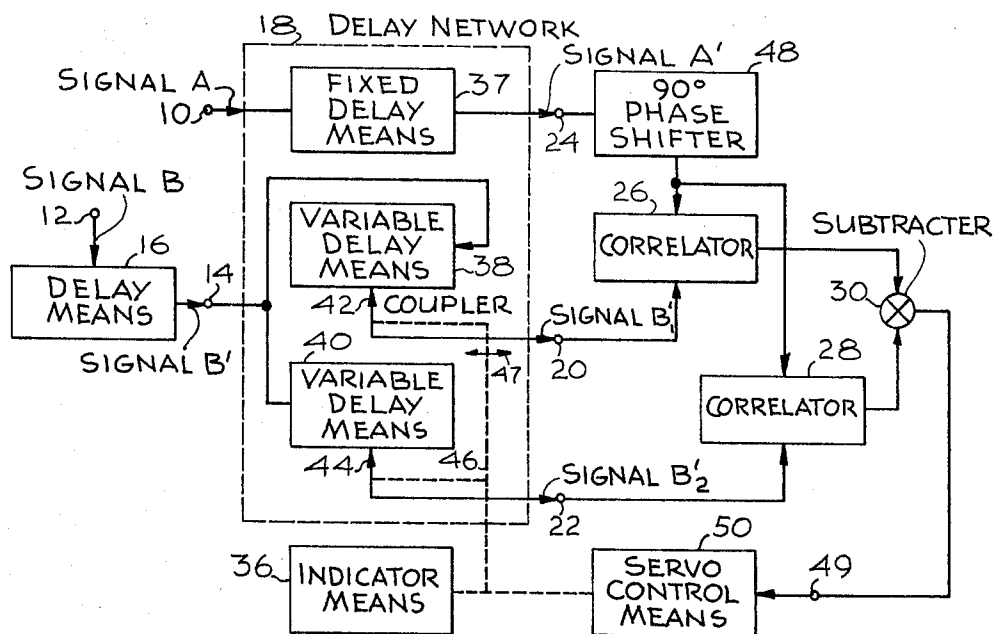 18 DELAY NETWORK
SIGNAL A
10
FIXED
DELAY
MEANS
37
SIGNAL A'
24
48
90°
PHASE
SHIFTER
SIGNAL B
12
16
DELAY
MEANS
14
SIGNAL B'
VARIABLE
DELAY
MEANS
38
42
COUPLER
26
CORRELATOR
SUBTRACTER
30
SIGNAL B'1
20
47
40
VARIABLE
DELAY
MEANS
44
46
28
CORRELATOR
SIGNAL B'2
22
36
INDICATOR
MEANS
50
SERVO
CONTROL
MEANS
49